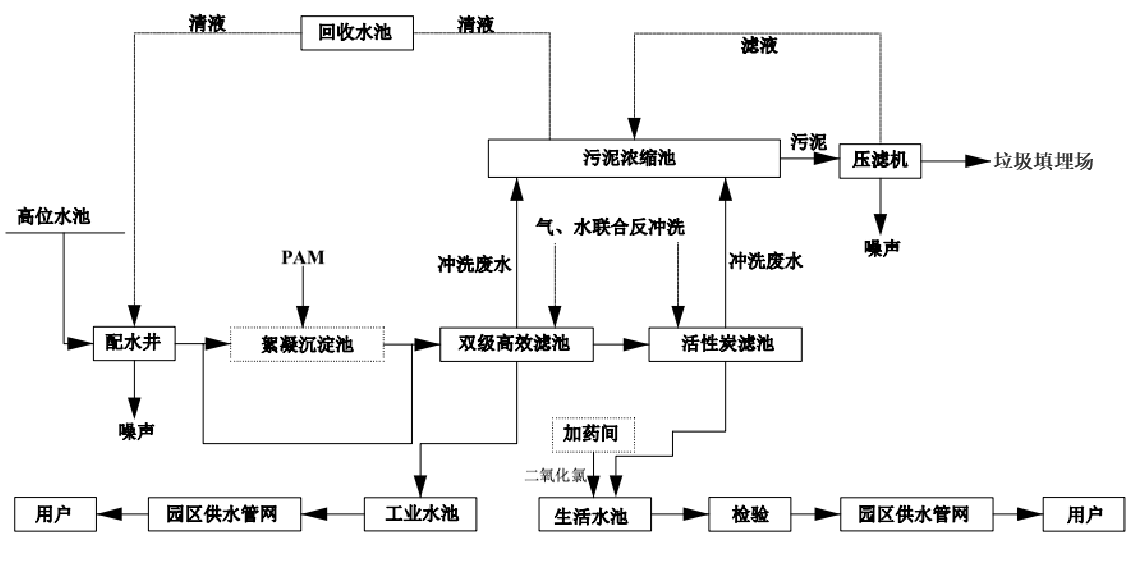 清液
回收水池
清液
滤液
污泥浓缩池
污泥
压滤机
垃圾填埋场
高位水池
气、水联合反冲洗
噪声
PAM
冲洗废水
冲洗废水
配水井
絮凝沉淀池
双级高效滤池
活性炭滤池
噪声
加药间
二氧化氯
用户
园区供水管网
工业水池
生活水池
检验
园区供水管网
用户